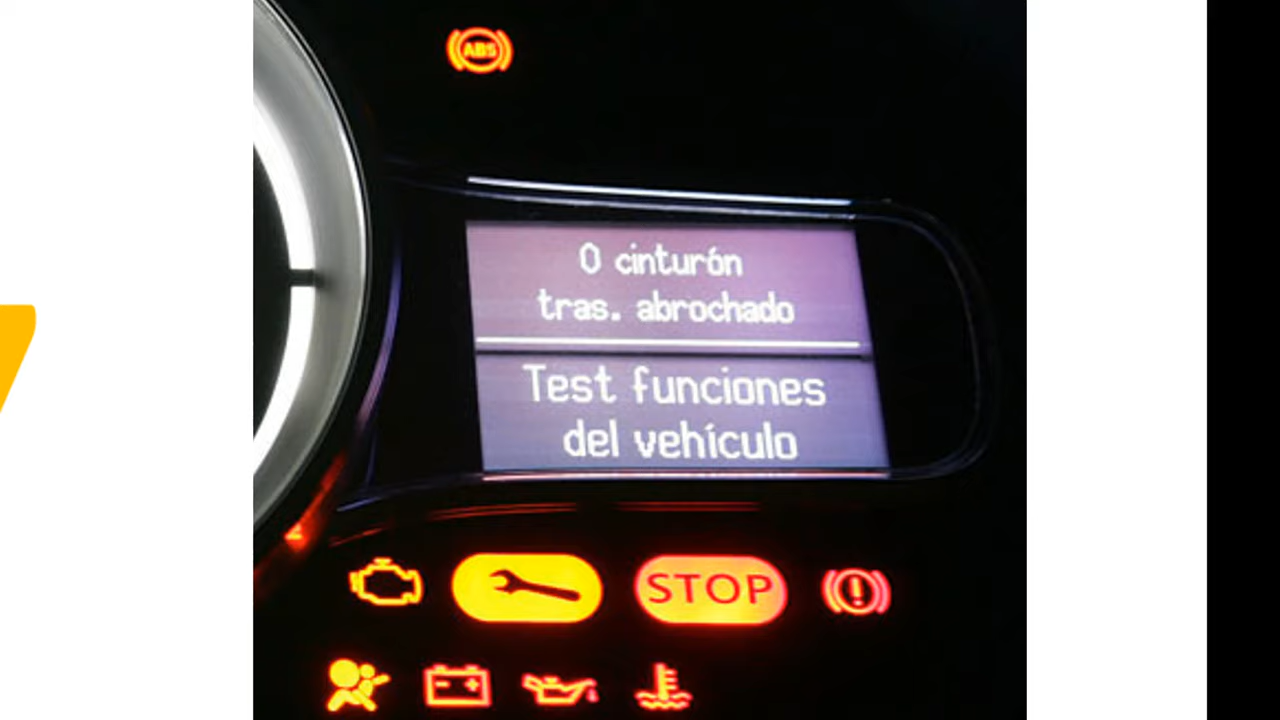 ABS
0 cinturón
tras. abrochado
Test funciones
del vehículo
STOP